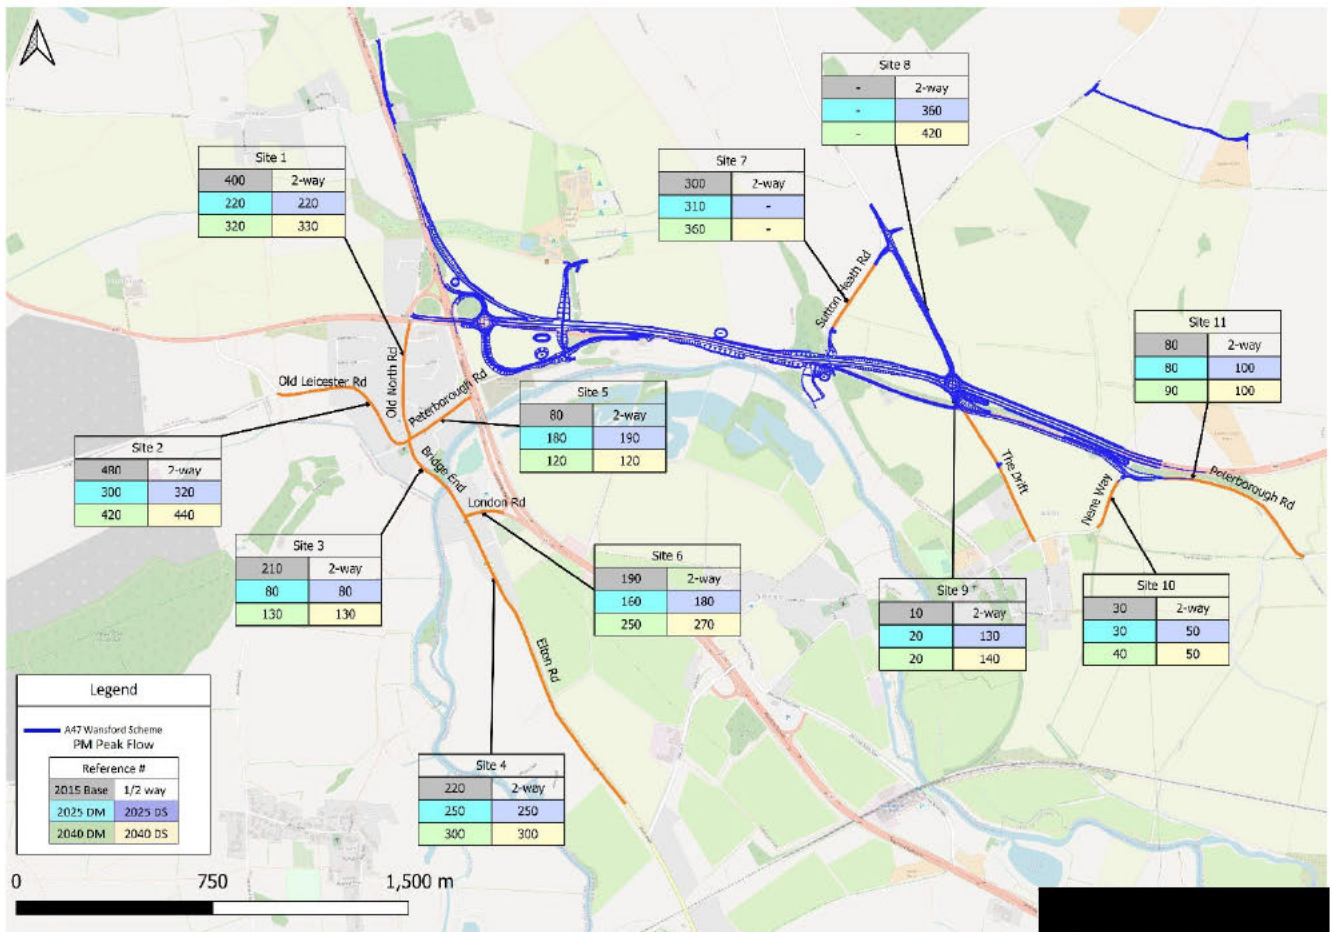 Site 8
- 2-way
- 360
- 420
Site 1
400 2-way
220 220
320 330
Site 7
300 2-way
310 -
360 -
Sutton Heath Rd
Site 11
80 2-way
80 100
90 100
Old North Rd
Old Leicester Rd
Peterborough Rd
Site 5
80 2-way
180 190
120 120
Site 2
480 2-way
300 320
420 440
Bridge End
London Rd
The Drift
Nene Way
Peterborough Rd
Site 3
210 2-way
80 80
130 130
Site 6
190 2-way
160 180
250 270
Site 9
10 2-way
20 130
20 140
Site 10
30 2-way
30 50
40 50
Elton Rd
Legend
A47 Wansford Scheme
PM Peak Flow
Reference #
2015 Base 1/2 way
2025 DM 2025 DS
2040 DM 2040 DS
Site 4
220 2-way
250 250
300 300
0 750 1,500 m